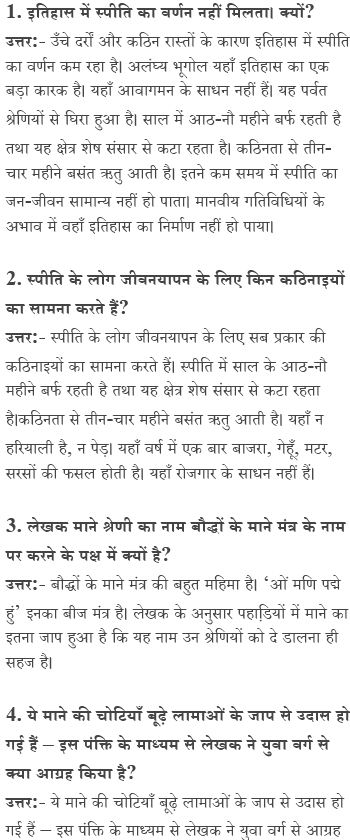 1. इतिहास में स्पीति का वर्णन नहीं मिलता। क्यों?
उत्तर:- उँचे दर्रों और कठिन रास्तों के कारण इतिहास में स्पीति
का वर्णन कम रहा है। अलंघ्य भूगोल यहाँ इतिहास का एक
बड़ा कारक है। यहाँ आवागमन के साधन नहीं हैं। यह पर्वत
श्रेणियों से घिरा हुआ है। साल में आठ-नौ महीने बर्फ रहती है
तथा यह क्षेत्र शेष संसार से कटा रहता है। कठिनता से तीन-
चार महीने बसंत ऋतु आती है। इतने कम समय में स्पीति का
जन-जीवन सामान्य नहीं हो पाता। मानवीय गतिविधियों के
अभाव में वहाँ इतिहास का निर्माण नहीं हो पाया।
2. स्पीति के लोग जीवनयापन के लिए किन कठिनाइयों
का सामना करते हैं?
उत्तर:- स्पीति के लोग जीवनयापन के लिए सब प्रकार की
कठिनाइयों का सामना करते हैं। स्पीति में साल के आठ-नौ
महीने बर्फ रहती है तथा यह क्षेत्र शेष संसार से कटा रहता
है।कठिनता से तीन-चार महीने बसंत ऋतु आती है। यहाँ न
हरियाली है, न पेड़। यहाँ वर्ष में एक बार बाजरा, गेहूँ, मटर,
सरसों की फसल होती है। यहाँ रोजगार के साधन नहीं हैं।
3. लेखक माने श्रेणी का नाम बौद्धों के माने मंत्र के नाम
पर करने के पक्ष में क्यों है?
उत्तर:- बौद्धों के माने मंत्र की बहुत महिमा है। ‘ओं मणि पद्मे
हुं’ इनका बीज मंत्र है। लेखक के अनुसार पहाडि़यों में माने का
इतना जाप हुआ है कि यह नाम उन श्रेणियों को दे डालना ही
सहज है।
4. ये माने की चोटियाँ बूढ़े लामाओं के जाप से उदास हो
गई हैं – इस पंक्ति के माध्यम से लेखक ने युवा वर्ग से
क्या आग्रह किया है?
उत्तर:- ये माने की चोटियाँ बूढ़े लामाओं के जाप से उदास हो
गई हैं – इस पंक्ति के माध्यम से लेखक ने युवा वर्ग से आग्रह